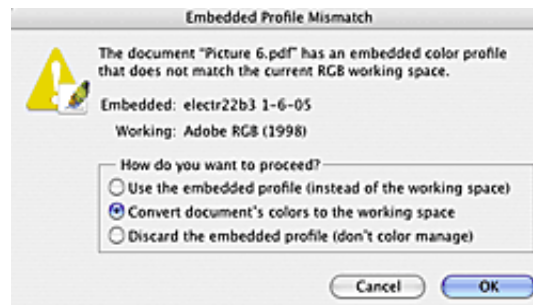 Embedded Profile Mismatch
The document "Picture 6.pdf" has an embedded color profile
that does not match the current RGB working space.
Embedded: electr22b3 1-6-05
Working: Adobe RGB (1998)
How do you want to proceed?
Use the embedded profile (instead of the working space)
Convert document's colors to the working space
Discard the embedded profile (don't color manage)
Cancel OK